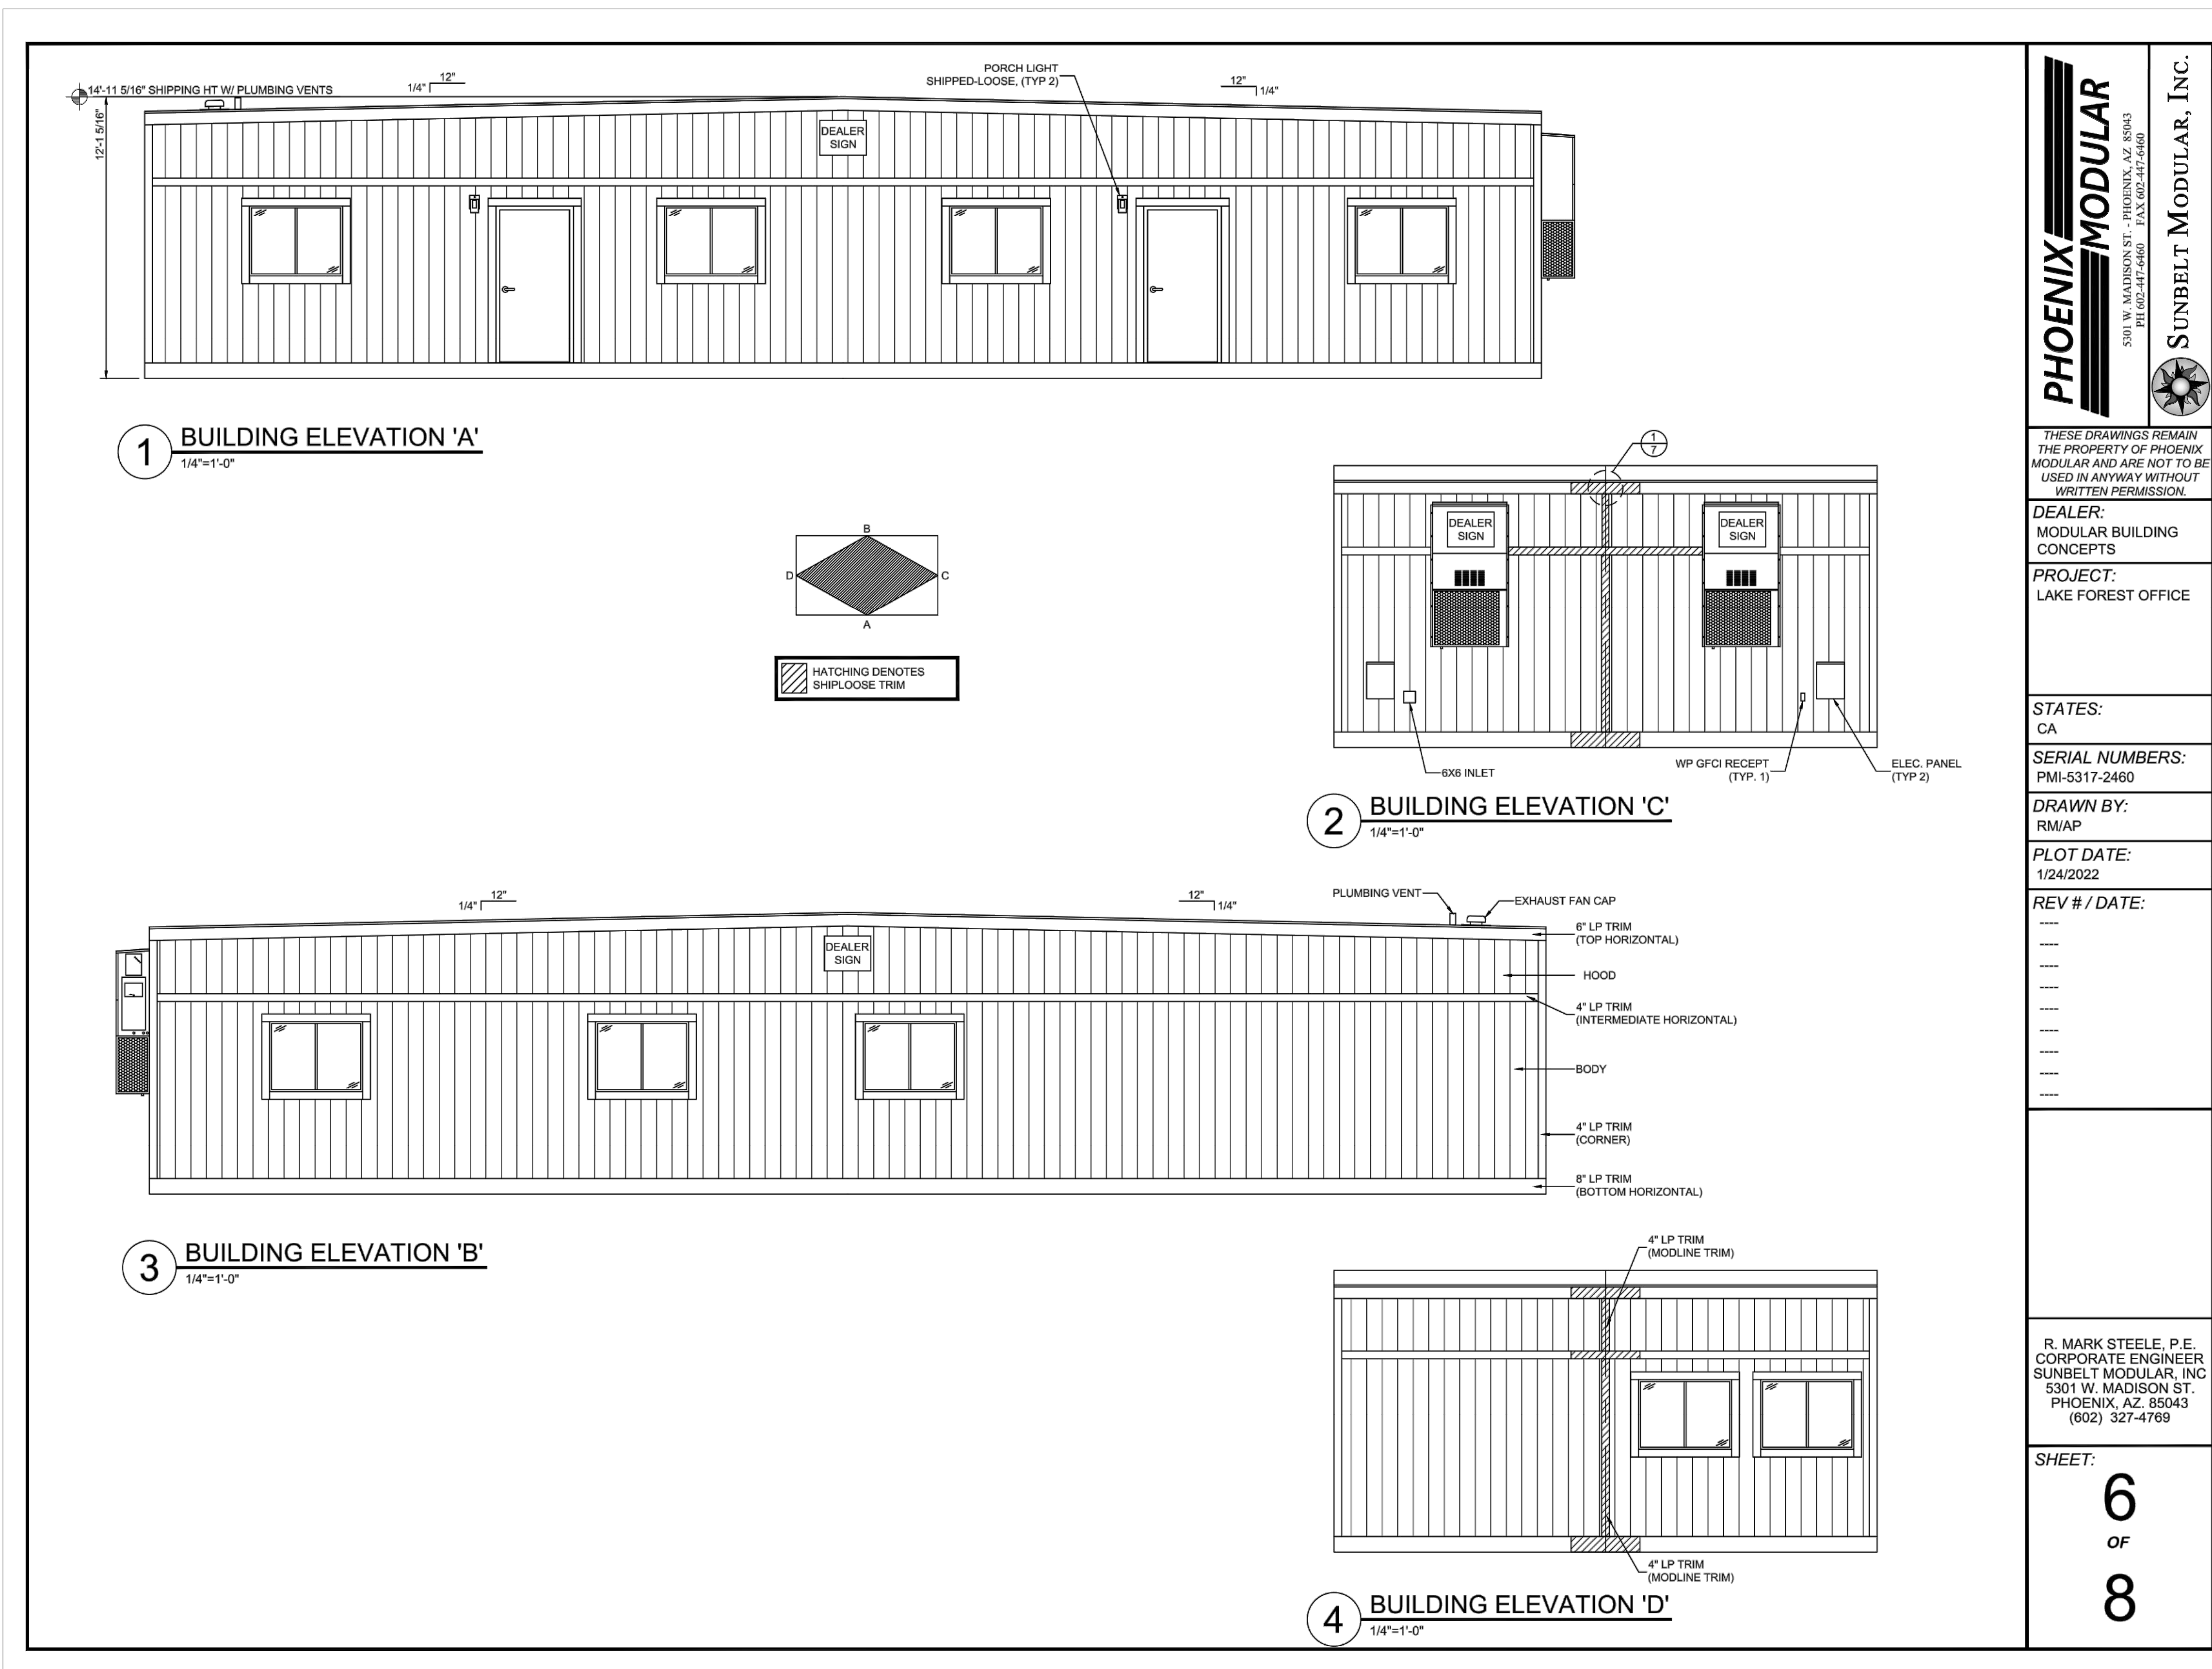 14'-11 5/16" SHIPPING HT W/ PLUMBING VENTS
12'-1 5/16"
12"
1/4"
PORCH LIGHT
SHIPPED-LOOSE, (TYP 2)
12"
1/4"
DEALER
SIGN
1
BUILDING ELEVATION 'A'
1/4"=1'-0"
B
D
C
A
HATCHING DENOTES
SHIPLOOSE TRIM
1
7
DEALER
SIGN
DEALER
SIGN
6X6 INLET
WP GFCI RECEPT
(TYP. 1)
ELEC. PANEL
(TYP 2)
2
BUILDING ELEVATION 'C'
1/4"=1'-0"
12"
1/4"
12"
1/4"
PLUMBING VENT
EXHAUST FAN CAP
DEALER
SIGN
6" LP TRIM
(TOP HORIZONTAL)
HOOD
4" LP TRIM
(INTERMEDIATE HORIZONTAL)
BODY
4" LP TRIM
(CORNER)
8" LP TRIM
(BOTTOM HORIZONTAL)
3
BUILDING ELEVATION 'B'
1/4"=1'-0"
4" LP TRIM
(MODLINE TRIM)
4" LP TRIM
(MODLINE TRIM)
4
BUILDING ELEVATION 'D'
1/4"=1'-0"
PHOENIX
MODULAR
5301 W. MADISON ST. - PHOENIX, AZ. 85043
PH 602-447-6460 FAX 602-447-6460
SUNBELT MODULAR, INC.
THESE DRAWINGS REMAIN
THE PROPERTY OF PHOENIX
MODULAR AND ARE NOT TO BE
USED IN ANYWAY WITHOUT
WRITTEN PERMISSION.
DEALER:
MODULAR BUILDING
CONCEPTS
PROJECT:
LAKE FOREST OFFICE
STATES:
CA
SERIAL NUMBERS:
PMI-5317-2460
DRAWN BY:
RM/AP
PLOT DATE:
1/24/2022
REV # / DATE:
----
----
----
----
----
----
----
----
----
R. MARK STEELE, P.E.
CORPORATE ENGINEER
SUNBELT MODULAR, INC
5301 W. MADISON ST.
PHOENIX, AZ. 85043
(602) 327-4769
SHEET:
6
OF
8